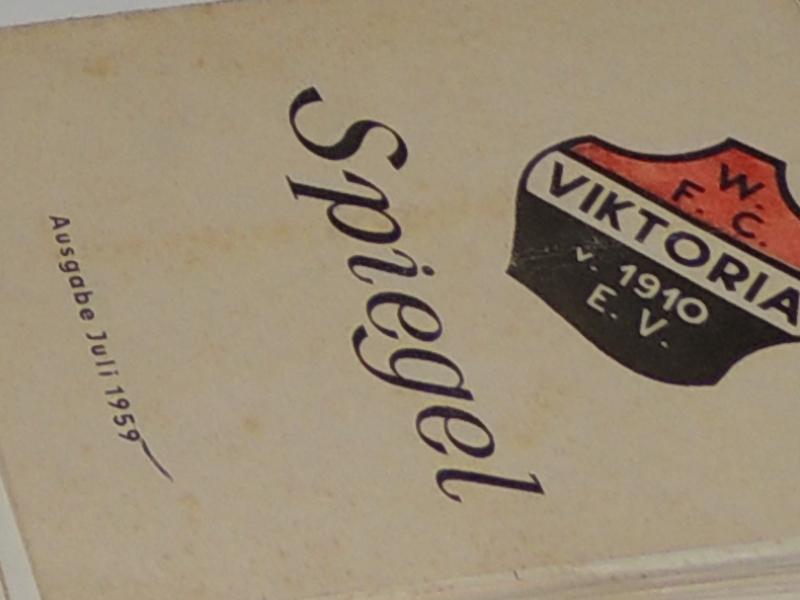 W.
F. C.
VIKTORIA
v. 1910
E. V.
Spiegel
Ausgabe Juli 1959